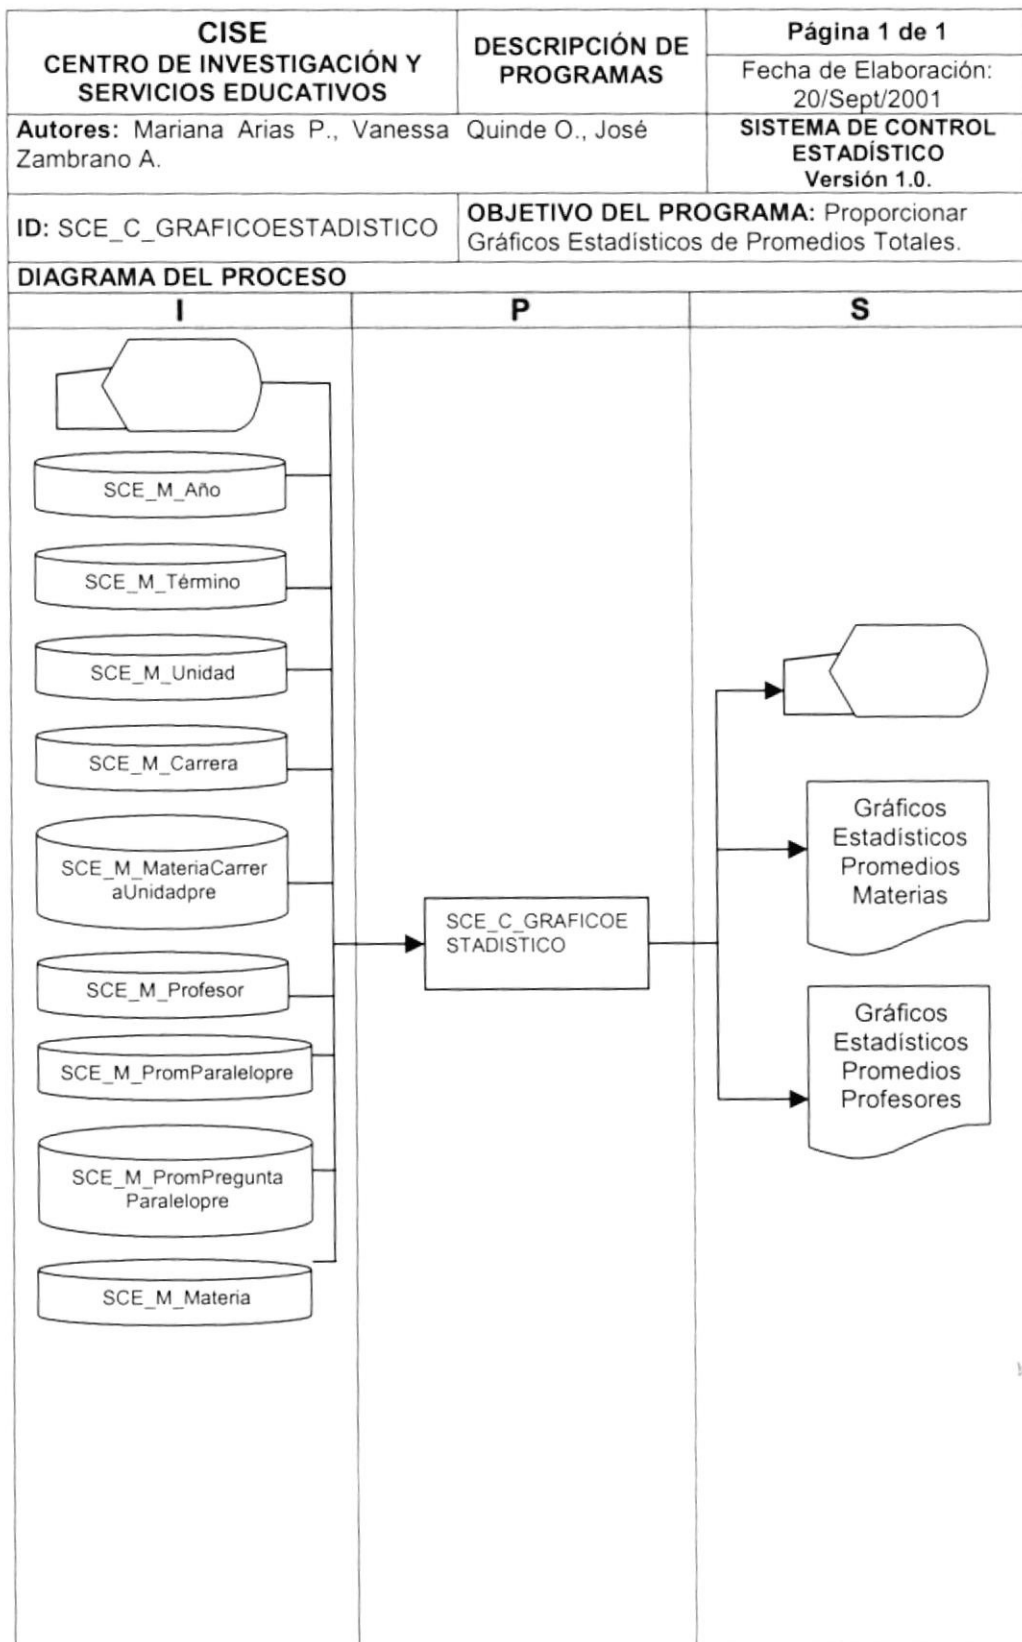 CISE
CENTRO DE INVESTIGACIÓN Y
SERVICIOS EDUCATIVOS
DESCRIPCIÓN DE
PROGRAMAS
Página 1 de 1
Fecha de Elaboración:
20/Sept/2001
Autores: Mariana Arias P., Vanessa Quinde O., José
Zambrano A.
SISTEMA DE CONTROL
ESTADÍSTICO
Versión 1.0.
ID: SCE_C_GRAFICOESTADISTICO
OBJETIVO DEL PROGRAMA: Proporcionar
Gráficos Estadísticos de Promedios Totales.
DIAGRAMA DEL PROCESO
I
P
S
SCE_M_Año
SCE_M_Término
SCE_M_Unidad
SCE_M_Carrera
SCE_M_MateriaCarrer
aUnidadpre
SCE_M_Profesor
SCE_M_PromParalelopre
SCE_M_PromPregunta
Paralelopre
SCE_M_Materia
SCE_C_GRAFICOE
STADISTICO
Gráficos
Estadísticos
Promedios
Materias
Gráficos
Estadísticos
Promedios
Profesores